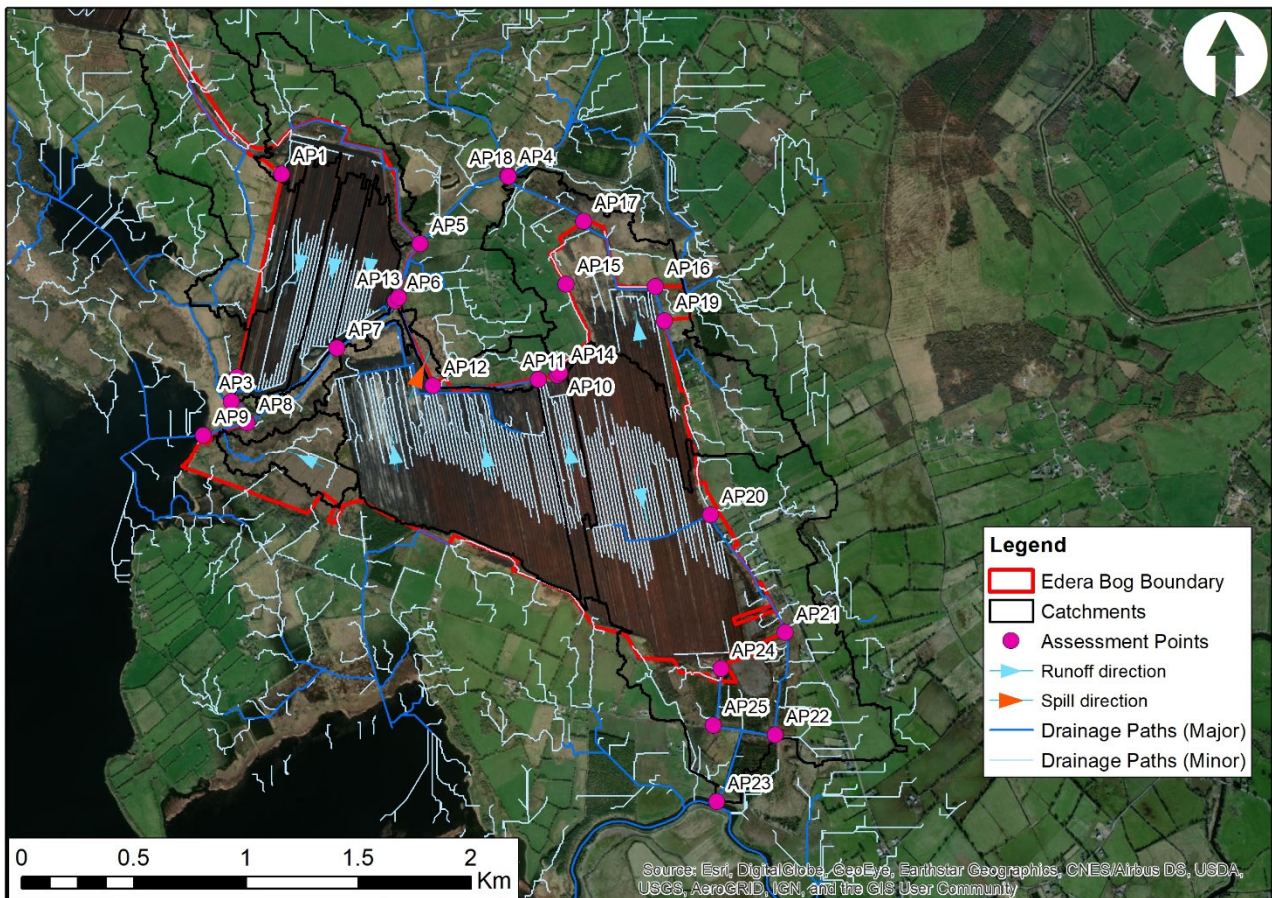 AP1
AP18 AP4
AP5
AP17
AP13
AP6
AP15
AP16
AP19
AP7
AP3
AP12
AP11
AP14
AP10
AP9
AP8
AP20
AP21
AP24
AP25
AP22
AP23
Legend
Edera Bog Boundary
Catchments
Assessment Points
Runoff direction
Spill direction
Drainage Paths (Major)
Drainage Paths (Minor)
0 0.5 1 1.5 2
Km
Source: Esri, DigitalGlobe, GeoEye, Earthstar Geographics, CNES/Airbus DS, USDA,
USGS, AeroGRID, IGN, and the GIS User Community